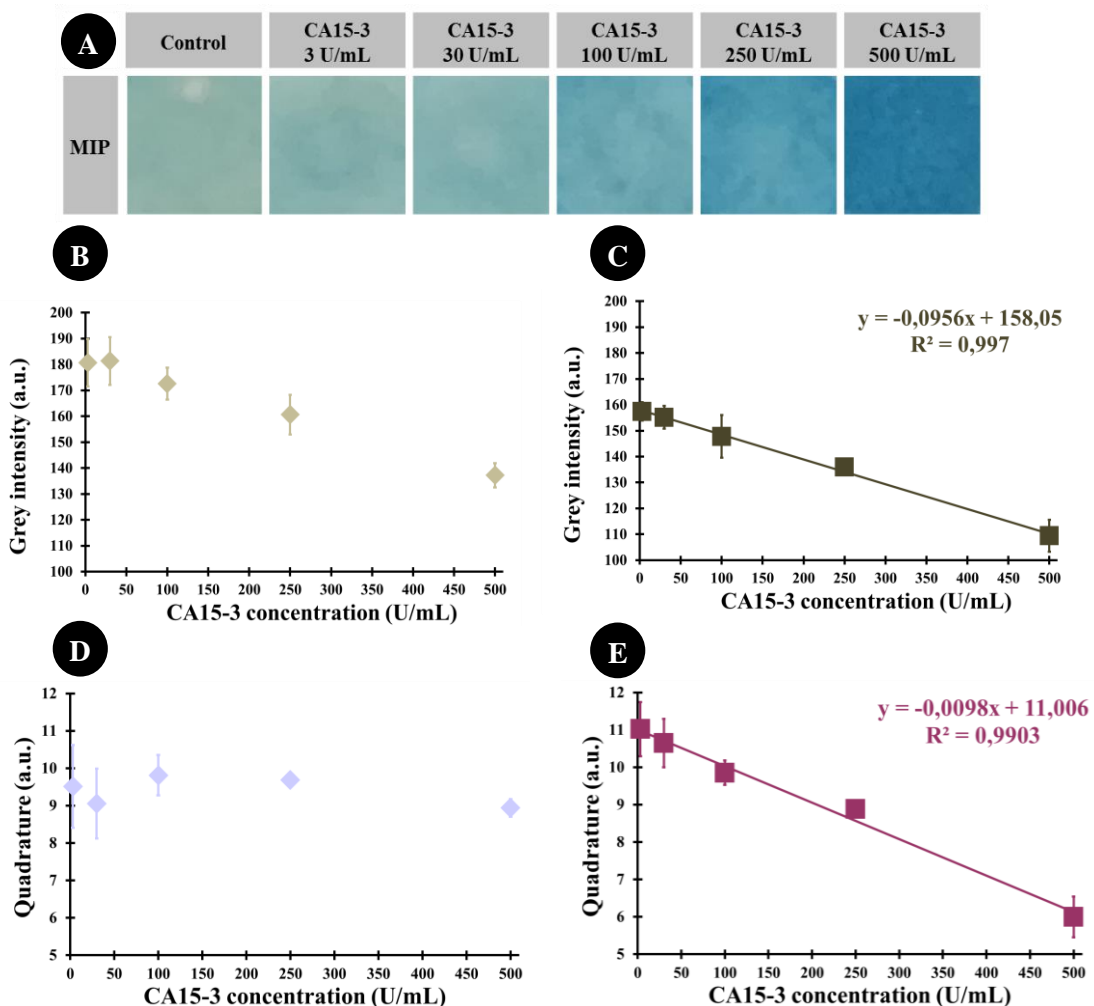 A
Control
CA15-3
3 U/mL
CA15-3
30 U/mL
CA15-3
100 U/mL
CA15-3
250 U/mL
CA15-3
500 U/mL
MIP
B
Grey intensity (a.u.)
200
190
180
170
160
150
140
130
120
110
100
0 50 100 150 200 250 300 350 400 450 500
CA15-3 concentration (U/mL)
C
y = -0,0956x + 158,05
R² = 0,997
Grey intensity (a.u.)
200
190
180
170
160
150
140
130
120
110
100
0 50 100 150 200 250 300 350 400 450 500
CA15-3 concentration (U/mL)
D
Quadrature (a.u.)
12
11
10
9
8
7
6
5
0 50 100 150 200 250 300 350 400 450 500
CA15-3 concentration (U/mL)
E
y = -0,0098x + 11,006
R² = 0,9903
Quadrature (a.u.)
12
11
10
9
8
7
6
5
0 50 100 150 200 250 300 350 400 450 500
CA15-3 concentration (U/mL)